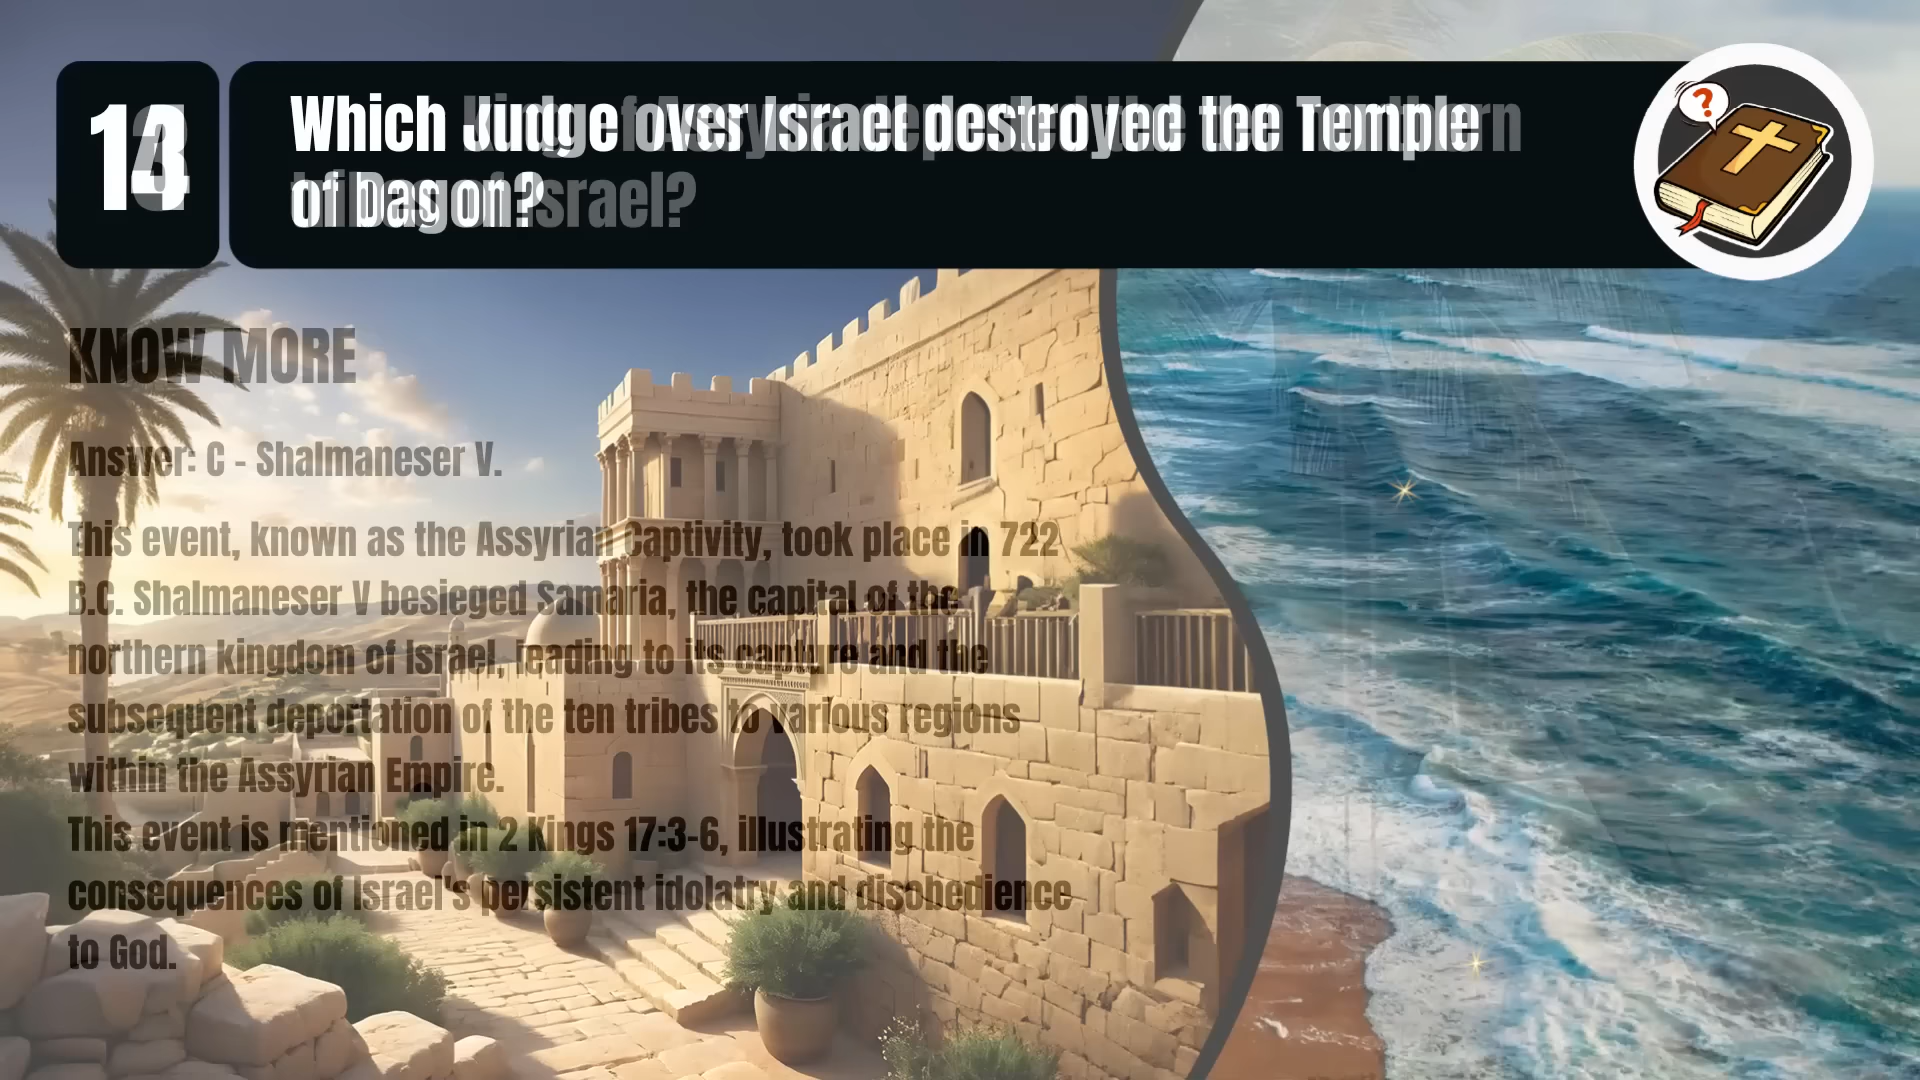 14
Which Judge over Israel destroyed the Temple
of Dagon?
?
KNOW MORE
Answer: C - Shalmaneser V.
This event, known as the Assyrian Captivity, took place in 722
B.C. Shalmaneser V besieged Samaria, the capital of the
northern kingdom of Israel, leading to its capture and the
subsequent deportation of the ten tribes to various regions
within the Assyrian Empire.
This event is mentioned in 2 Kings 17:3-6, illustrating the
consequences of Israel's persistent idolatry and disobedience
to God.